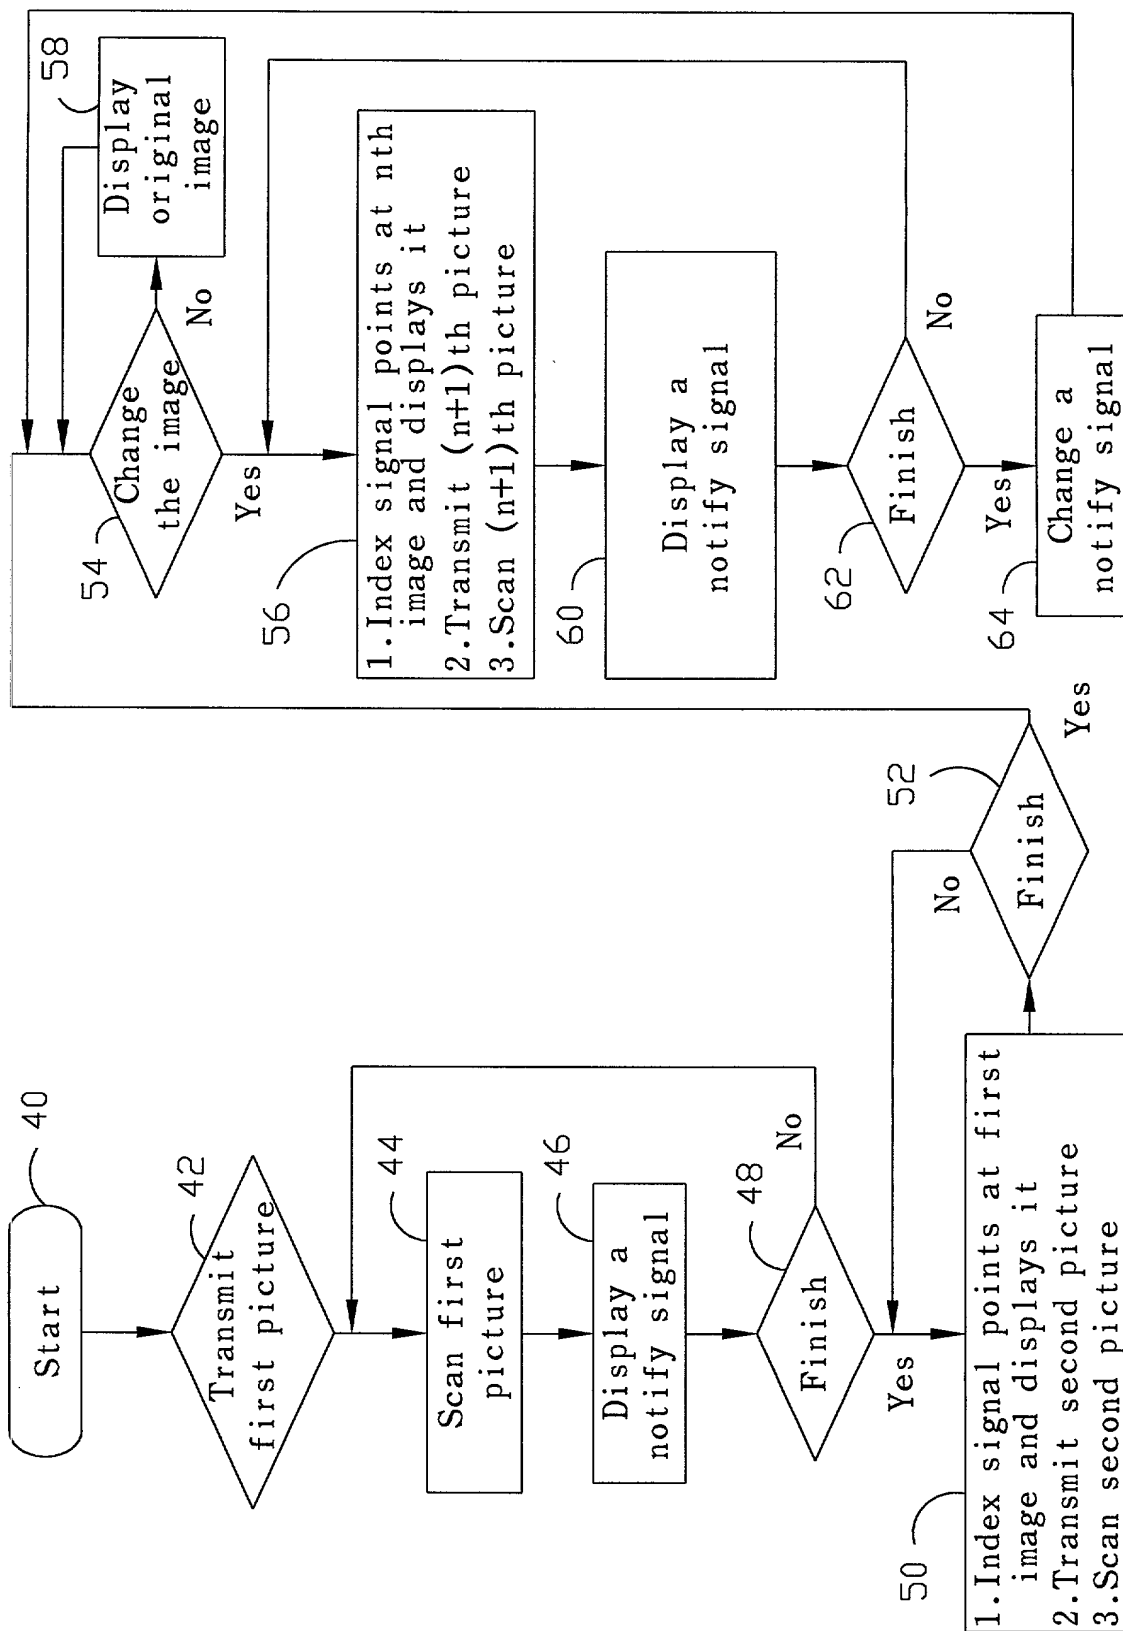 40
Start
42
Transmit
first picture
44
Scan first
picture
46
Display a
notify signal
48
Finish
No
Yes
50
1.Index signal points at first
image and displays it
2.Transmit second picture
3.Scan second picture
52
Finish
No
Yes
54
Change
the image
No
Yes
58
Display
original
image
56
1.Index signal points at nth
image and displays it
2.Transmit (n+1)th picture
3.Scan (n+1)th picture
60
Display a
notify signal
62
Finish
No
Yes
64
Change a
notify signal